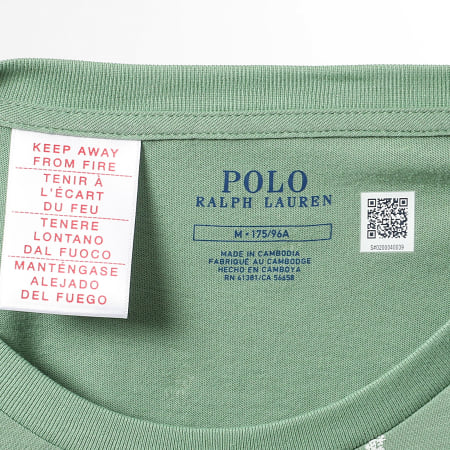 KEEP AWAY
FROM FIRE
TENIR À
L'ÉCART
DU FEU
TENERE
LONTANO
DAL FUOCO
MANTÉNGASE
ALEJADO
DEL FUEGO
POLO
RALPH LAUREN
M • 175/96A
MADE IN CAMBODIA
FABRIQUÉ AU CAMBODGE
HECHO EN CAMBOYA
RN 41381/CA 56658
S#0200040039